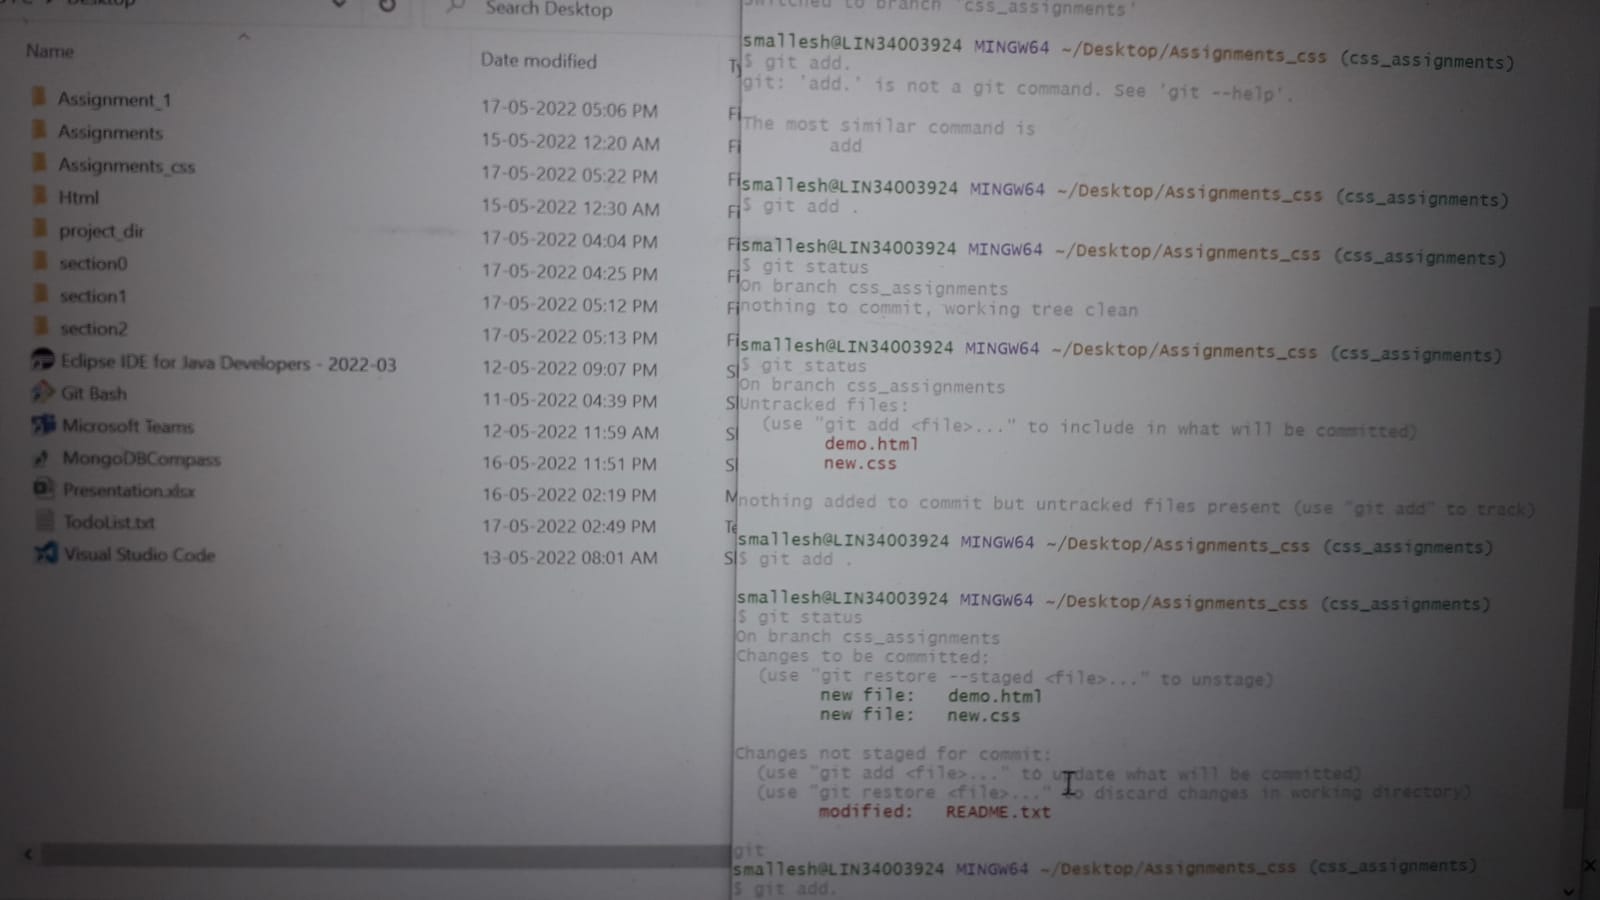 Desktop
Search Desktop
Name
Date modified
Assignment_1
17-05-2022 05:06 PM
Assignments
15-05-2022 12:20 AM
Assignments_css
17-05-2022 05:22 PM
Html
15-05-2022 12:30 AM
project_dir
17-05-2022 04:04 PM
section0
17-05-2022 04:25 PM
section1
17-05-2022 05:12 PM
section2
17-05-2022 05:13 PM
Eclipse IDE for Java Developers - 2022-03
12-05-2022 09:07 PM
Git Bash
11-05-2022 04:39 PM
Microsoft Teams
12-05-2022 11:59 AM
MongoDBCompass
16-05-2022 11:51 PM
Presentation.xlsx
16-05-2022 02:19 PM
TodoList.txt
17-05-2022 02:49 PM
Visual Studio Code
13-05-2022 08:01 AM
Switched to branch 'css_assignments'
smallesh@LIN34003924 MINGW64 ~/Desktop/Assignments_css (css_assignments)
$ git add.
git: 'add.' is not a git command. See 'git --help'.
The most similar command is
add
smallesh@LIN34003924 MINGW64 ~/Desktop/Assignments_css (css_assignments)
$ git add .
smallesh@LIN34003924 MINGW64 ~/Desktop/Assignments_css (css_assignments)
$ git status
On branch css_assignments
nothing to commit, working tree clean
smallesh@LIN34003924 MINGW64 ~/Desktop/Assignments_css (css_assignments)
$ git status
On branch css_assignments
Untracked files:
(use "git add <file>..." to include in what will be committed)
demo.html
new.css
nothing added to commit but untracked files present (use "git add" to track)
smallesh@LIN34003924 MINGW64 ~/Desktop/Assignments_css (css_assignments)
$ git add .
smallesh@LIN34003924 MINGW64 ~/Desktop/Assignments_css (css_assignments)
$ git status
On branch css_assignments
Changes to be committed:
(use "git restore --staged <file>..." to unstage)
new file: demo.html
new file: new.css
Changes not staged for commit:
(use "git add <file>..." to update what will be committed)
(use "git restore <file>..." to discard changes in working directory)
modified: README.txt
git
smallesh@LIN34003924 MINGW64 ~/Desktop/Assignments_css (css_assignments)
$ git add.